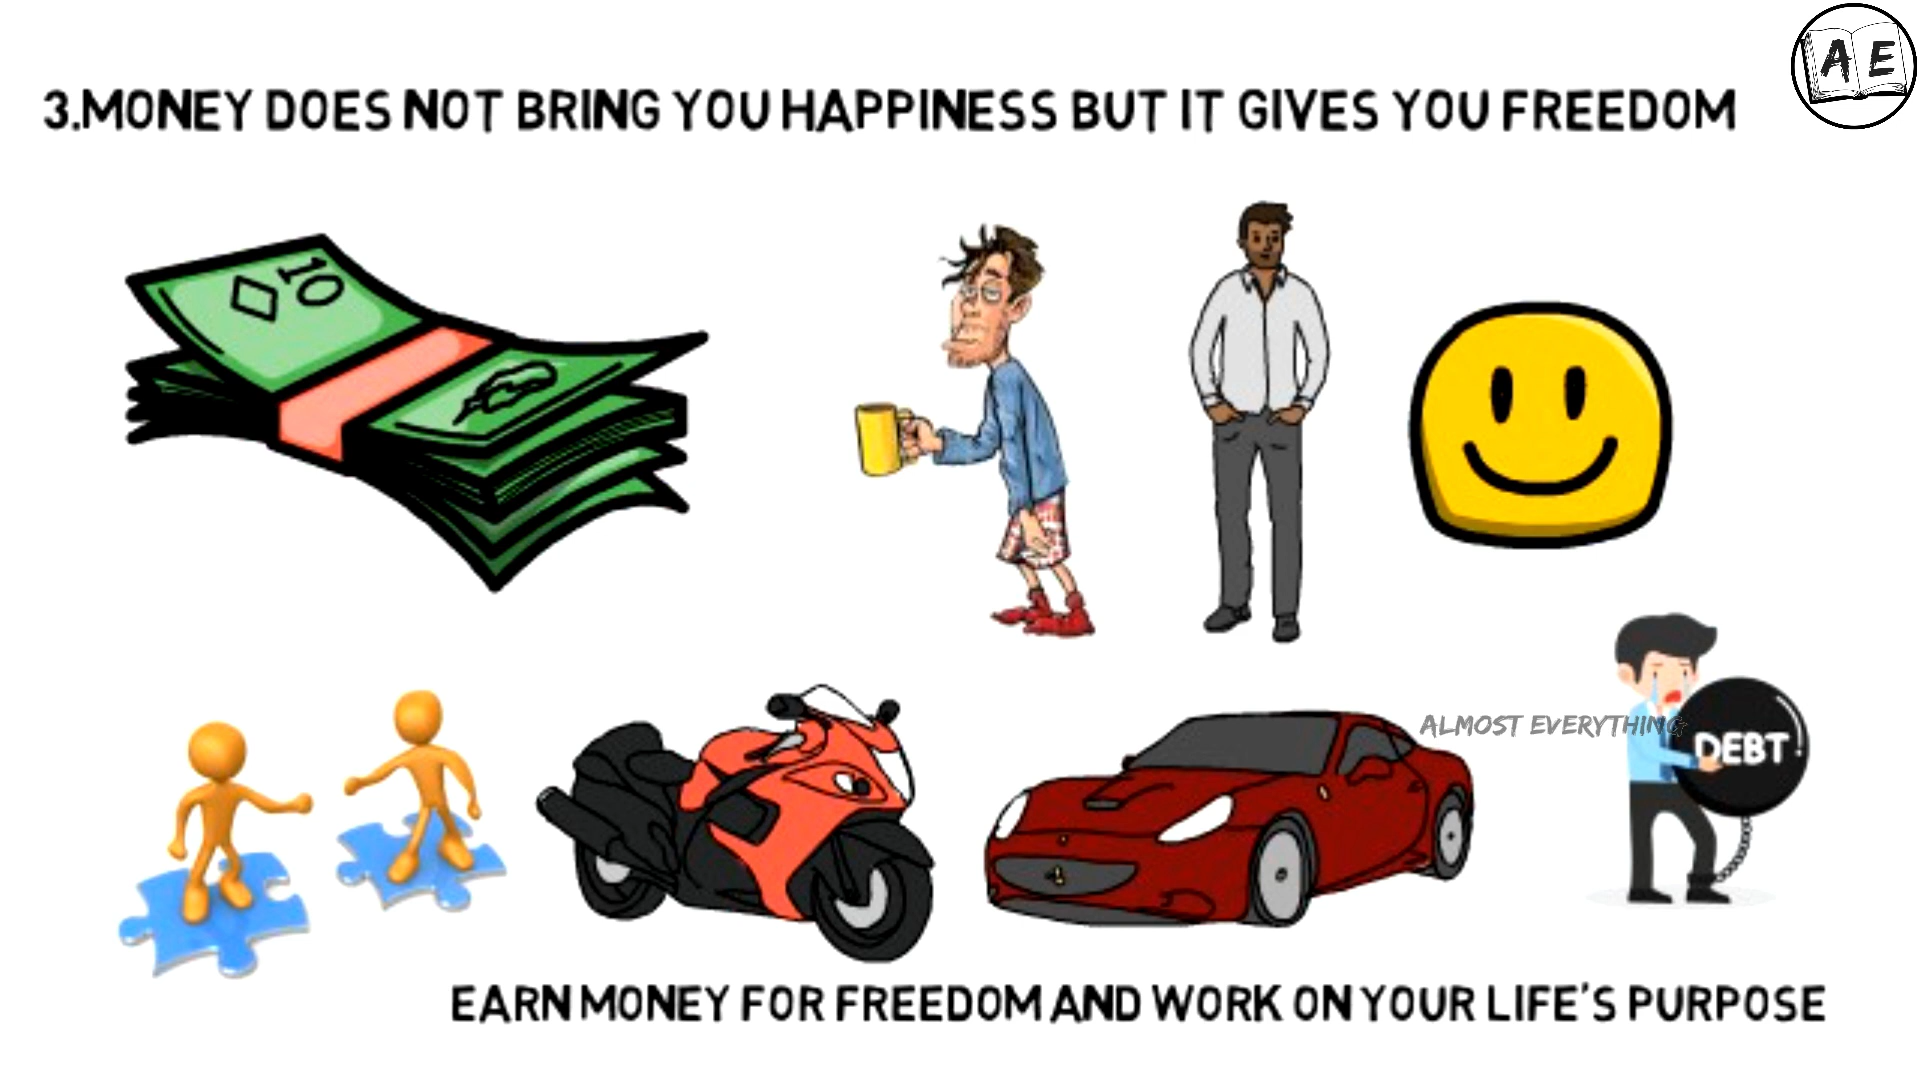 A E
3.MONEY DOES NOT BRING YOU HAPPINESS BUT IT GIVES YOU FREEDOM
10
ALMOST EVERYTHING
DEBT
EARN MONEY FOR FREEDOM AND WORK ON YOUR LIFE'S PURPOSE